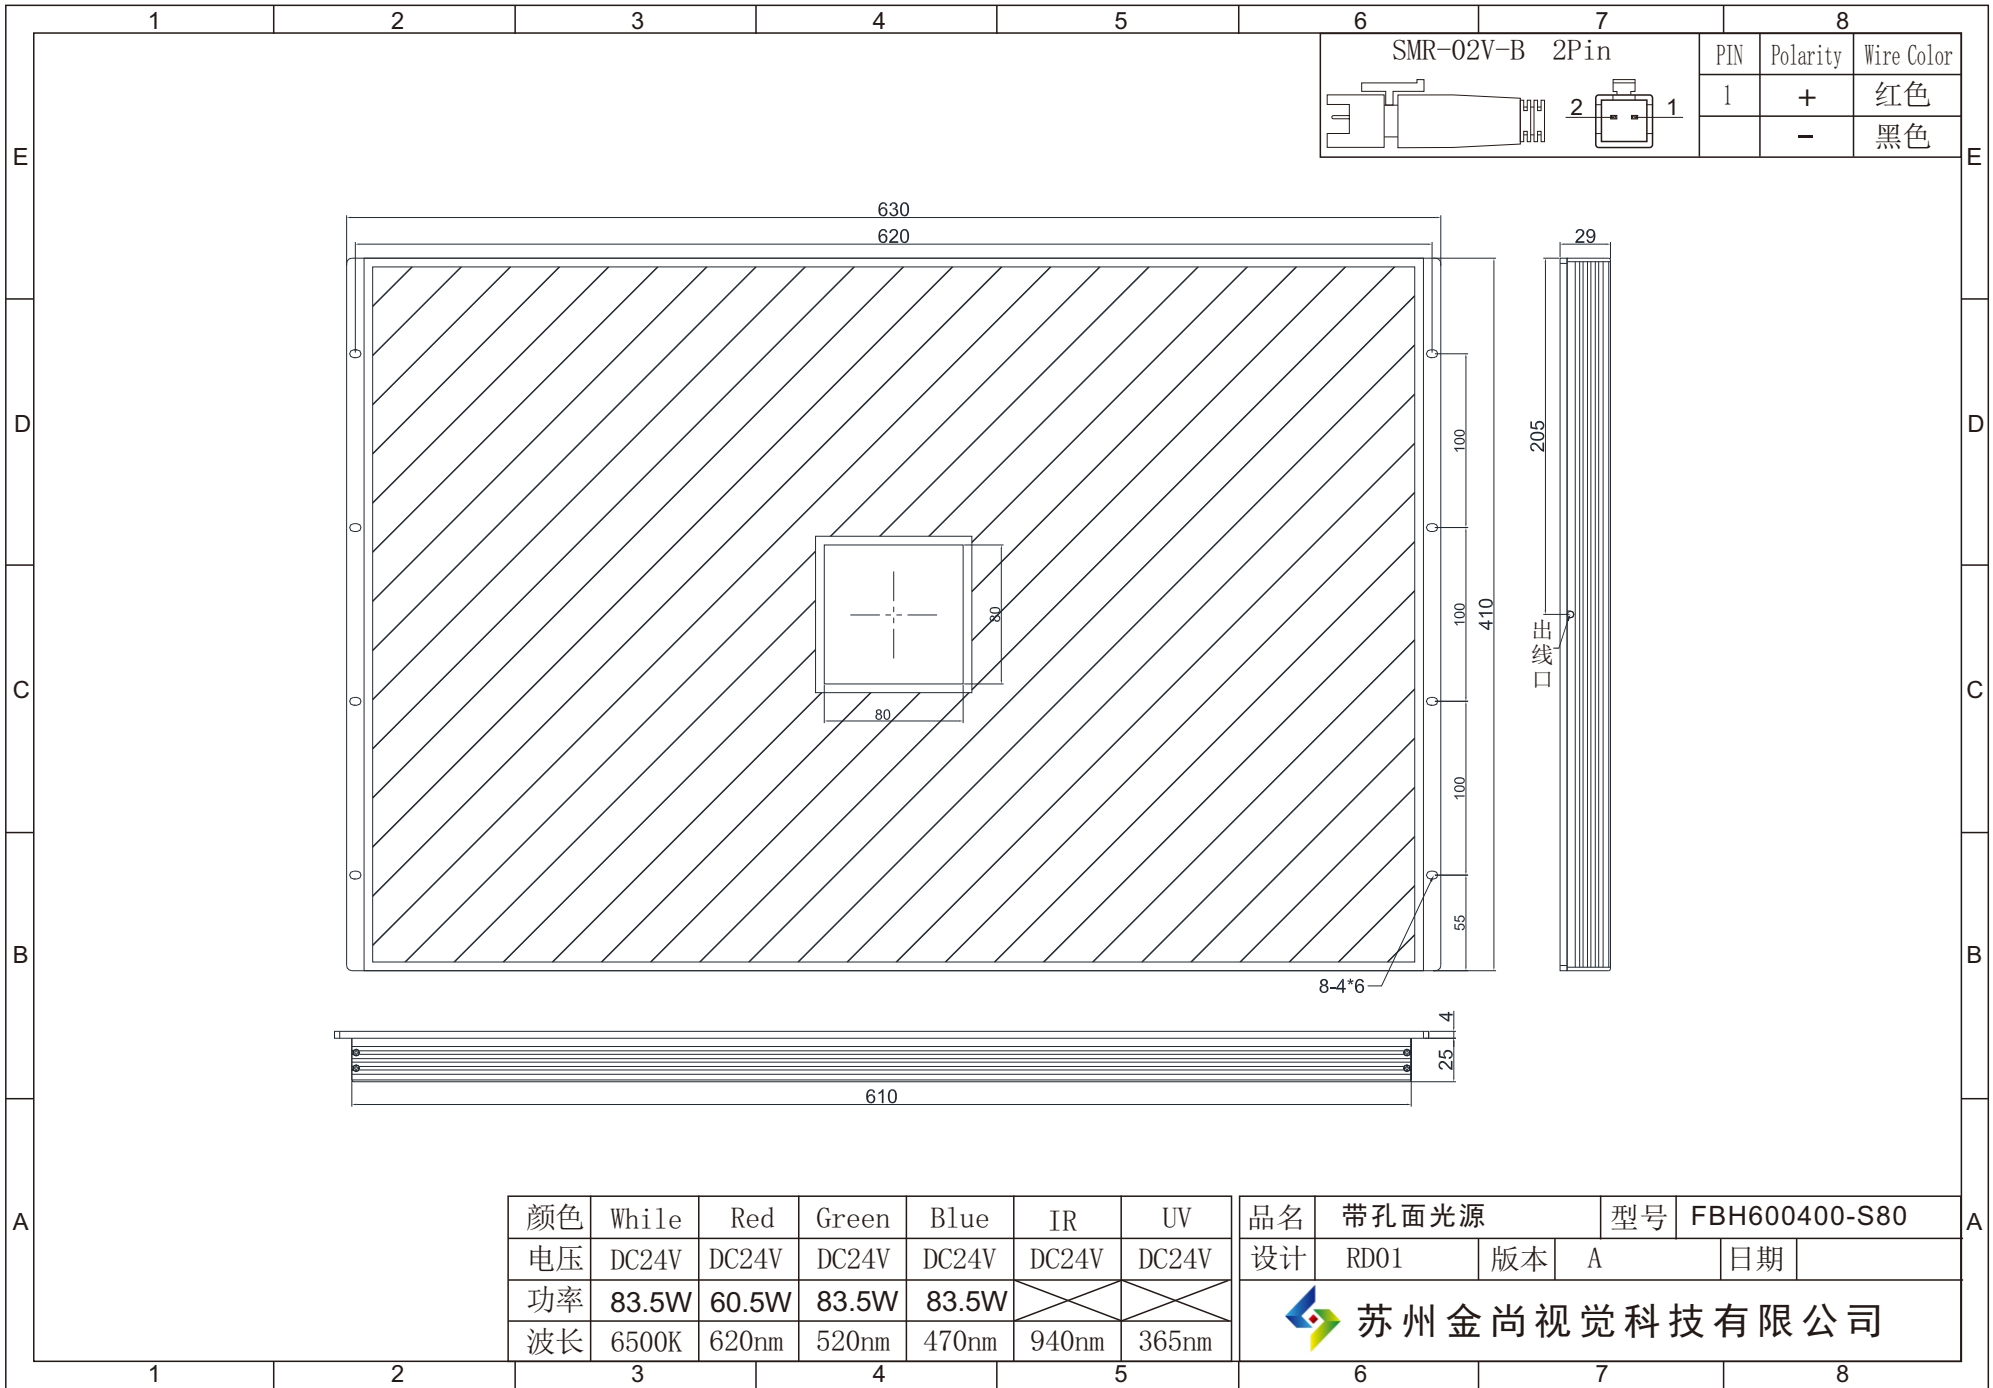 1 2 3 4 5 6 7 8
SMR-02V-B 2Pin
PIN Polarity Wire Color
1 + 红色
- 黑色
2 1
E E
630
620
29
D D
100
205
100
410
80
出线口
C C
80
100
55
B B
8-4*6
4
25
610
颜色 While Red Green Blue IR UV
电压 DC24V DC24V DC24V DC24V DC24V DC24V
功率 83.5W 60.5W 83.5W 83.5W
波长 6500K 620nm 520nm 470nm 940nm 365nm
品名 带孔面光源 型号 FBH600400-S80
设计 RD01 版本 A 日期
苏州金尚视觉科技有限公司
A A
1 2 3 4 5 6 7 8